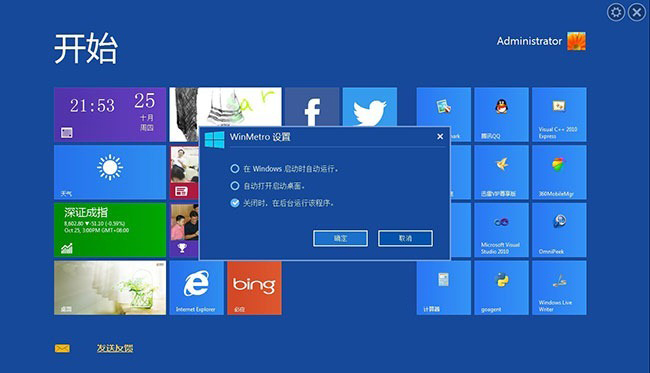 开始
Administrator
21:53
25
十月
周四
ar
腾讯QQ
Visual C++ 2010
Express
WinMetro 设置
在 Windows 启动时自动运行。
自动打开启动桌面。
关闭时，在后台运行该程序。
确定
取消
天气
迅雷VIP尊享版
360MobileMgr
深证成指
8,602.80 ▼-51.20 (-0.59%)
Oct 25, 3:00PM GMT+08:00
Microsoft Visual
Studio 2010
OmniPeek
桌面
Internet Explorer
bing
必应
计算器
goagent
Windows Live
Writer
发送反馈